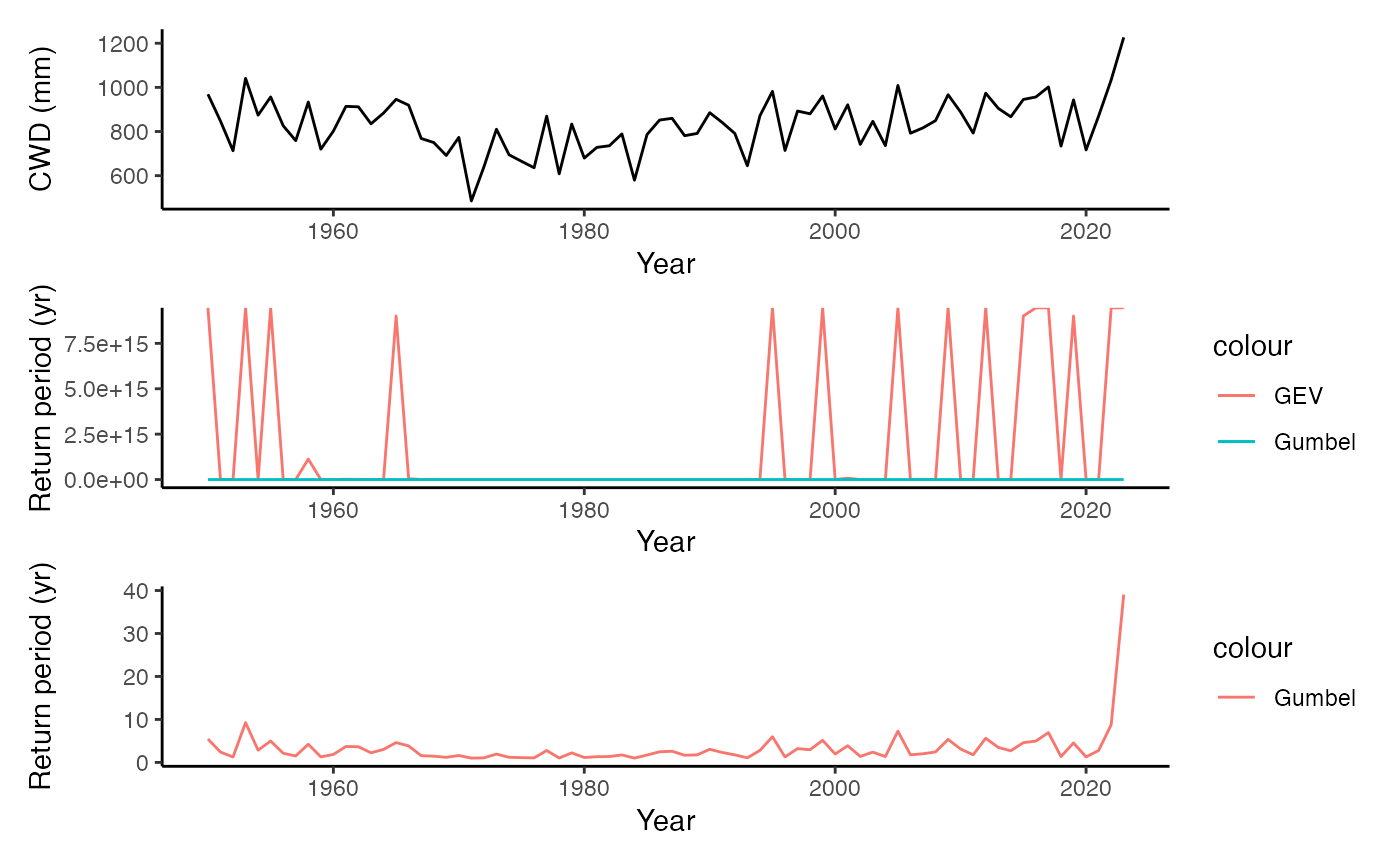 CWD (mm)
1200
1000
800
600
1960 1980 2000 2020
Year
Return period (yr)
7.5e+15
5.0e+15
2.5e+15
0.0e+00
1960 1980 2000 2020
Year
colour
GEV
Gumbel
Return period (yr)
40
30
20
10
0
1960 1980 2000 2020
Year
colour
Gumbel